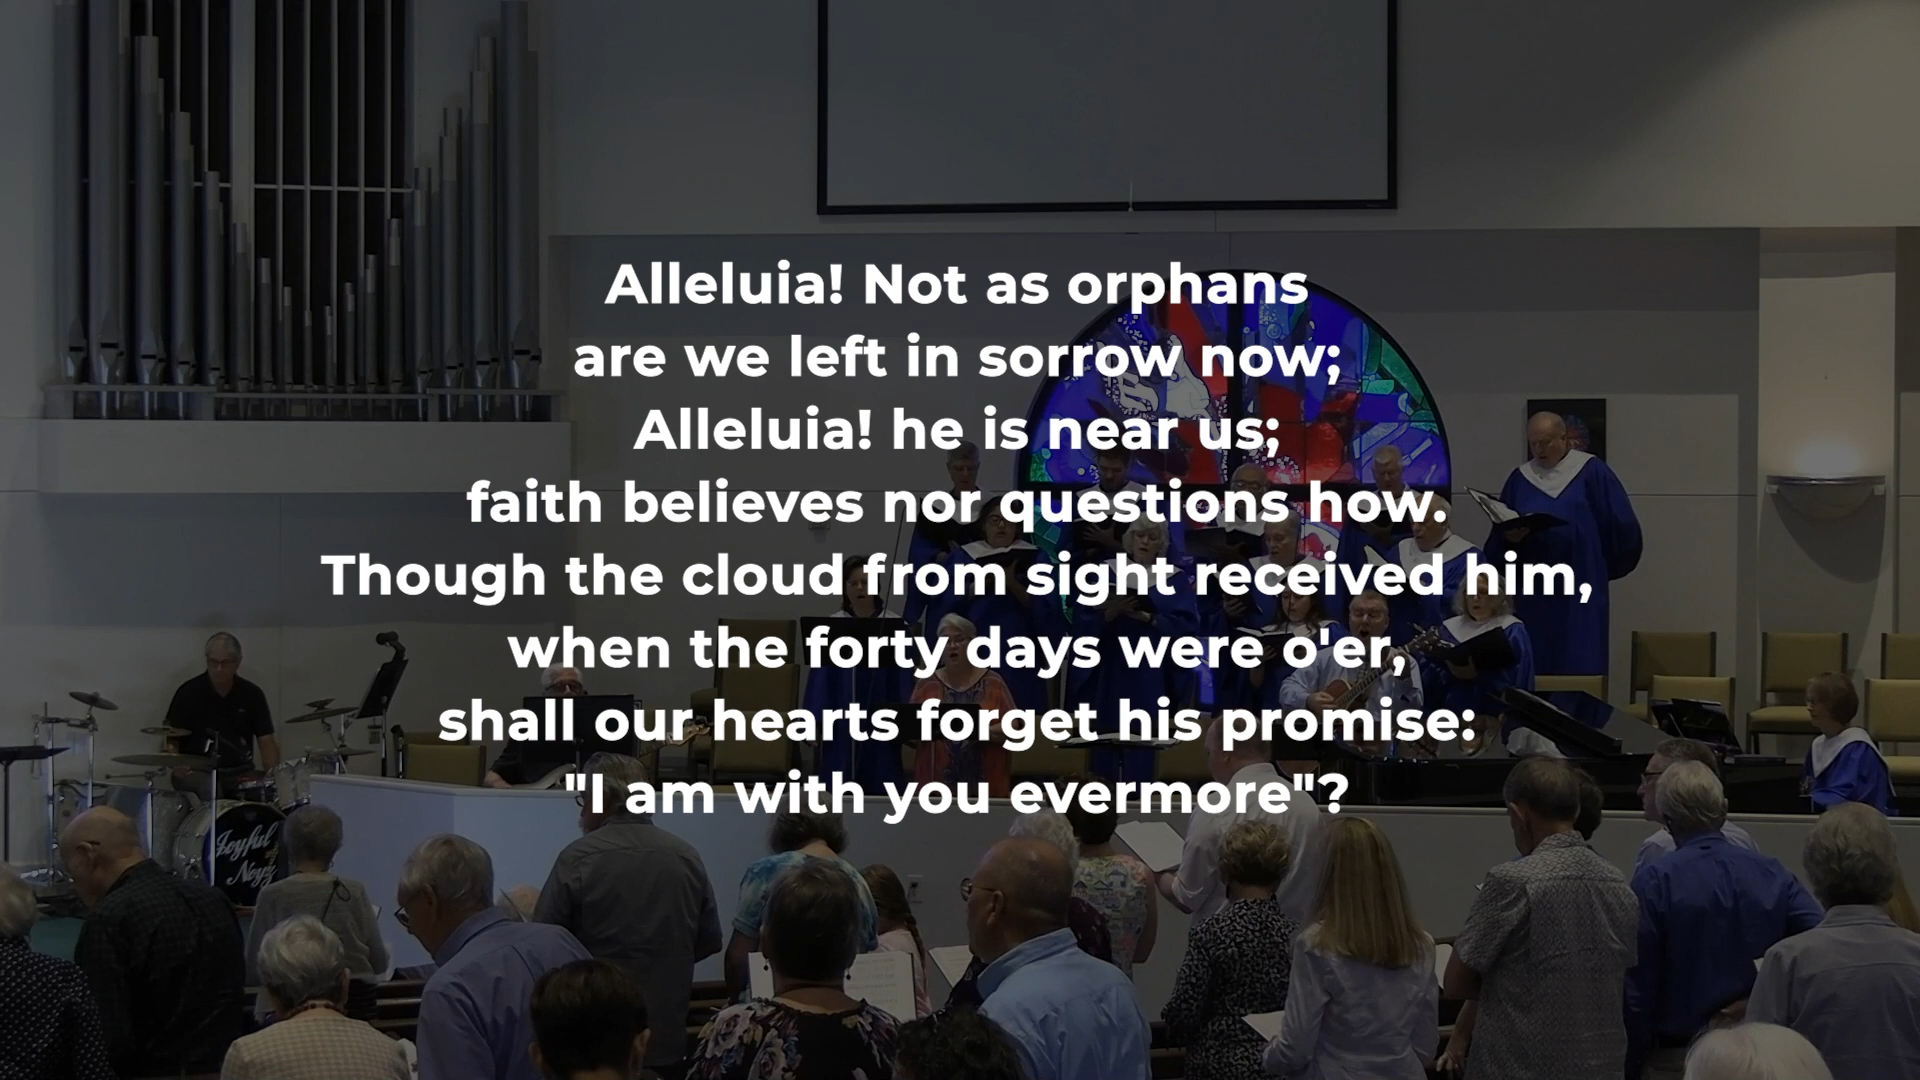 Alleluia! Not as orphans
are we left in sorrow now;
Alleluia! he is near us;
faith believes nor questions how.
Though the cloud from sight received him,
when the forty days were o'er,
shall our hearts forget his promise:
"I am with you evermore"?
Joyful
Noyz